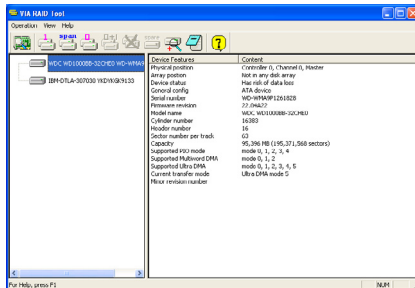 VIA RAID Tool
Operation View Help
span
WDC WD1000BB-32CHE0 WD-WMA9
IBM-DTLA-307030 YKDYKGK9133
Device Features Content
Physical position Controller 0, Channel 0, Master
Array position Not in any disk array
Device status Has risk of data loss
General config ATA device
Serial number WD-WMA9P1261828
Firmware revision 22.0HA22
Model name WDC WD1000BB-32CHE0
Cylinder number 16383
Header number 16
Sector number per track 63
Capacity 95,396 MB (195,371,568 sectors)
Supported PIO mode mode 0, 1, 2, 3, 4
Supported Multiword DMA mode 0, 1, 2
Supported Ultra DMA mode 0, 1, 2, 3, 4, 5
Current transfer mode Ultra DMA mode 5
Minor revision number
For Help, press F1 NUM